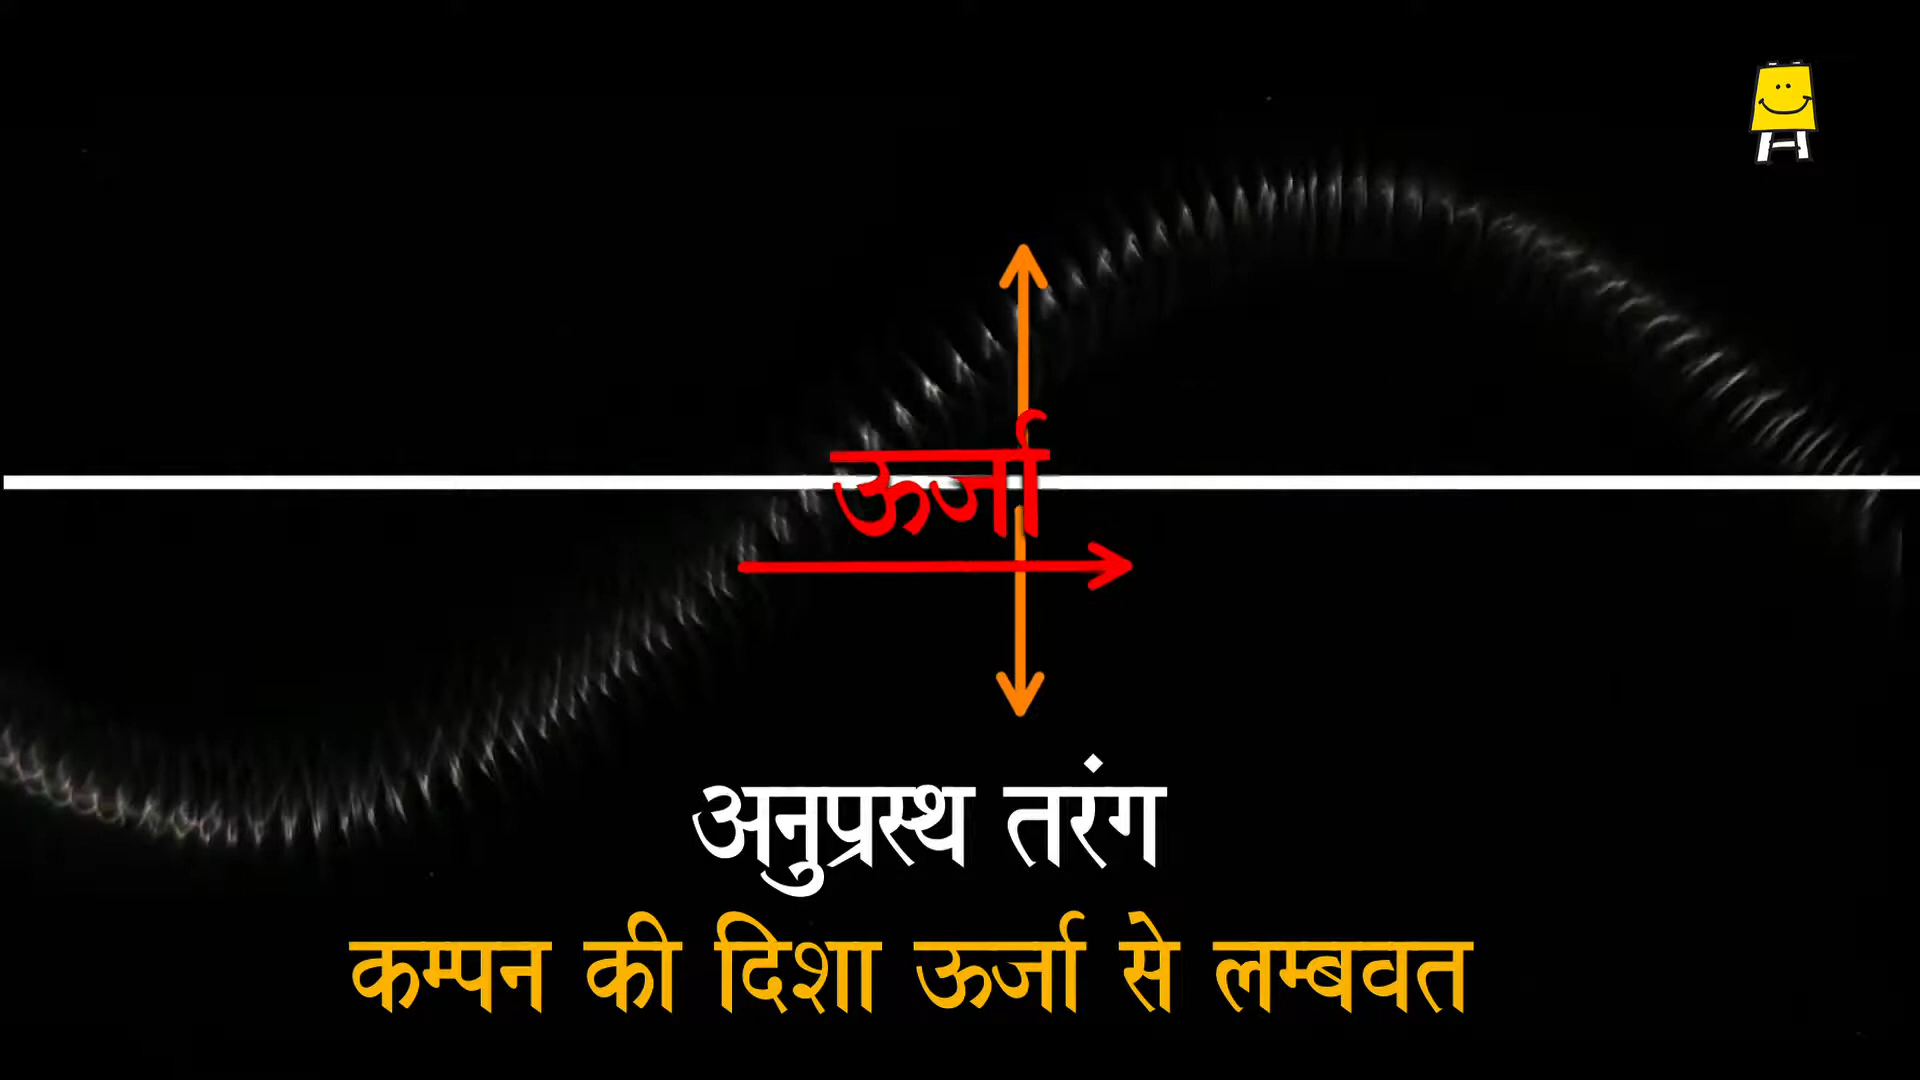 ऊर्जा
अनुप्रस्थ तरंग
कम्पन की दिशा ऊर्जा से लम्बवत